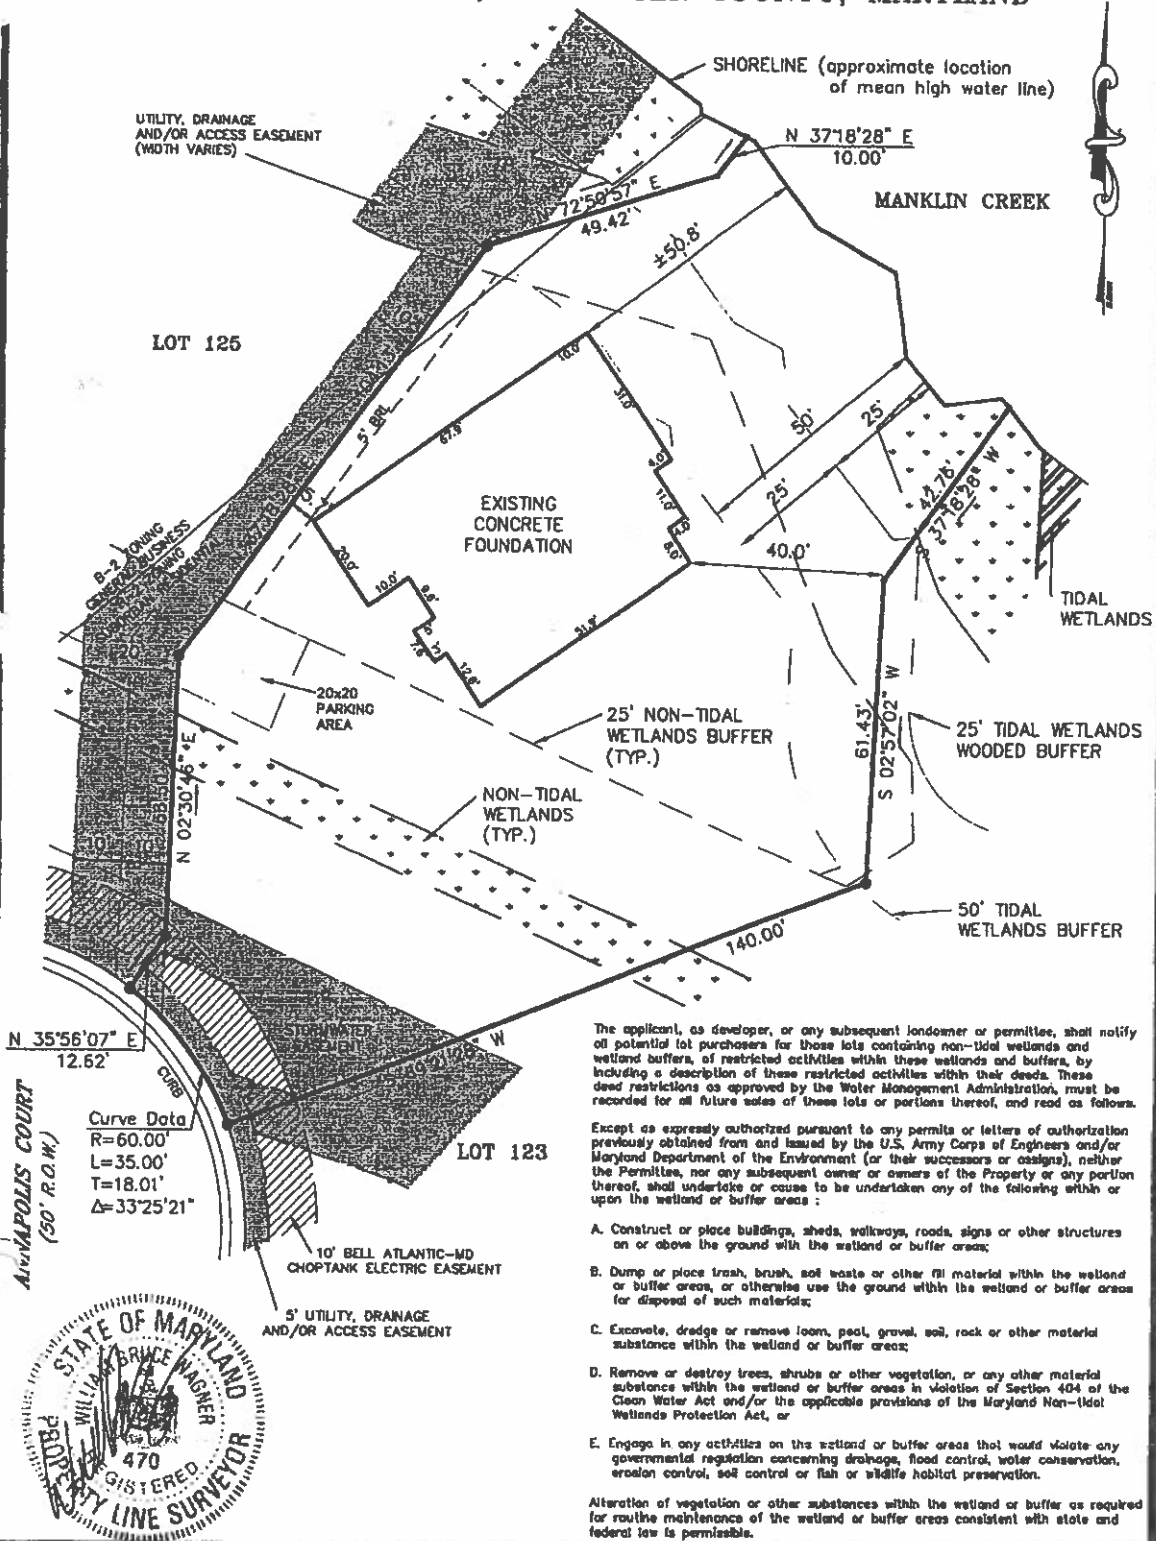 COUNTY, MARYLAND
SHORELINE (approximate location
of mean high water line)
UTILITY, DRAINAGE
AND/OR ACCESS EASEMENT
(WIDTH VARIES)
N 37°18'28" E
10.00'
MANKLIN CREEK
N 72°50'57" E
49.42'
±50.8'
LOT 125
5' BRL
10.0'
67.9'
31.0'
4.0'
11.0'
8.0'
50'
25'
25'
EXISTING
CONCRETE
FOUNDATION
40.0'
42.76'
S 37°18'28" W
B-2 ZONING
GENERAL BUSINESS
20.0'
10.0'
9.6'
7.6'
12.6'
51.9'
TIDAL
WETLANDS
20x20
PARKING
AREA
25' NON-TIDAL
WETLANDS BUFFER
(TYP.)
61.43'
S 02°57'02" W
25' TIDAL WETLANDS
WOODED BUFFER
N 02°30'46" E
NON-TIDAL
WETLANDS
(TYP.)
50' TIDAL
WETLANDS BUFFER
140.00'
STORMWATER
EASEMENT
W
N 35°56'07" E
12.62'
CURB
ANNAPOLIS COURT
(50' R.O.W.)
Curve Data
R=60.00'
L=35.00'
T=18.01'
Δ=33°25'21"
LOT 123
10' BELL ATLANTIC-MD
CHOPTANK ELECTRIC EASEMENT
5' UTILITY, DRAINAGE
AND/OR ACCESS EASEMENT
STATE OF MARYLAND
WILLIAM BRUCE WAGNER
470
REGISTERED
PROPERTY LINE SURVEYOR
The applicant, as developer, or any subsequent landowner or permittee, shall notify
all potential lot purchasers for those lots containing non-tidal wetlands and
wetland buffers, of restricted activities within these wetlands and buffers, by
including a description of these restricted activities within their deeds. These
deed restrictions as approved by the Water Management Administration, must be
recorded for all future sales of these lots or portions thereof, and read as follows.
Except as expressly authorized pursuant to any permits or letters of authorization
previously obtained from and issued by the U.S. Army Corps of Engineers and/or
Maryland Department of the Environment (or their successors or assigns), neither
the Permittee, nor any subsequent owner or owners of the Property or any portion
thereof, shall undertake or cause to be undertaken any of the following within or
upon the wetland or buffer areas :
A. Construct or place buildings, sheds, walkways, roads, signs or other structures
on or above the ground with the wetland or buffer areas;
B. Dump or place trash, brush, soil waste or other fill material within the wetland
or buffer areas, or otherwise use the ground within the wetland or buffer areas
for disposal of such materials;
C. Excavate, dredge or remove loam, peat, gravel, soil, rock or other material
substance within the wetland or buffer areas;
D. Remove or destroy trees, shrubs or other vegetation, or any other material
substance within the wetland or buffer areas in violation of Section 404 of the
Clean Water Act and/or the applicable provisions of the Maryland Non-tidal
Wetlands Protection Act, or
E. Engage in any activities on the wetland or buffer areas that would violate any
governmental regulation concerning drainage, flood control, water conservation,
erosion control, soil control or fish or wildlife habitat preservation.
Alteration of vegetation or other substances within the wetland or buffer as required
for routine maintenance of the wetland or buffer areas consistent with state and
federal law is permissible.